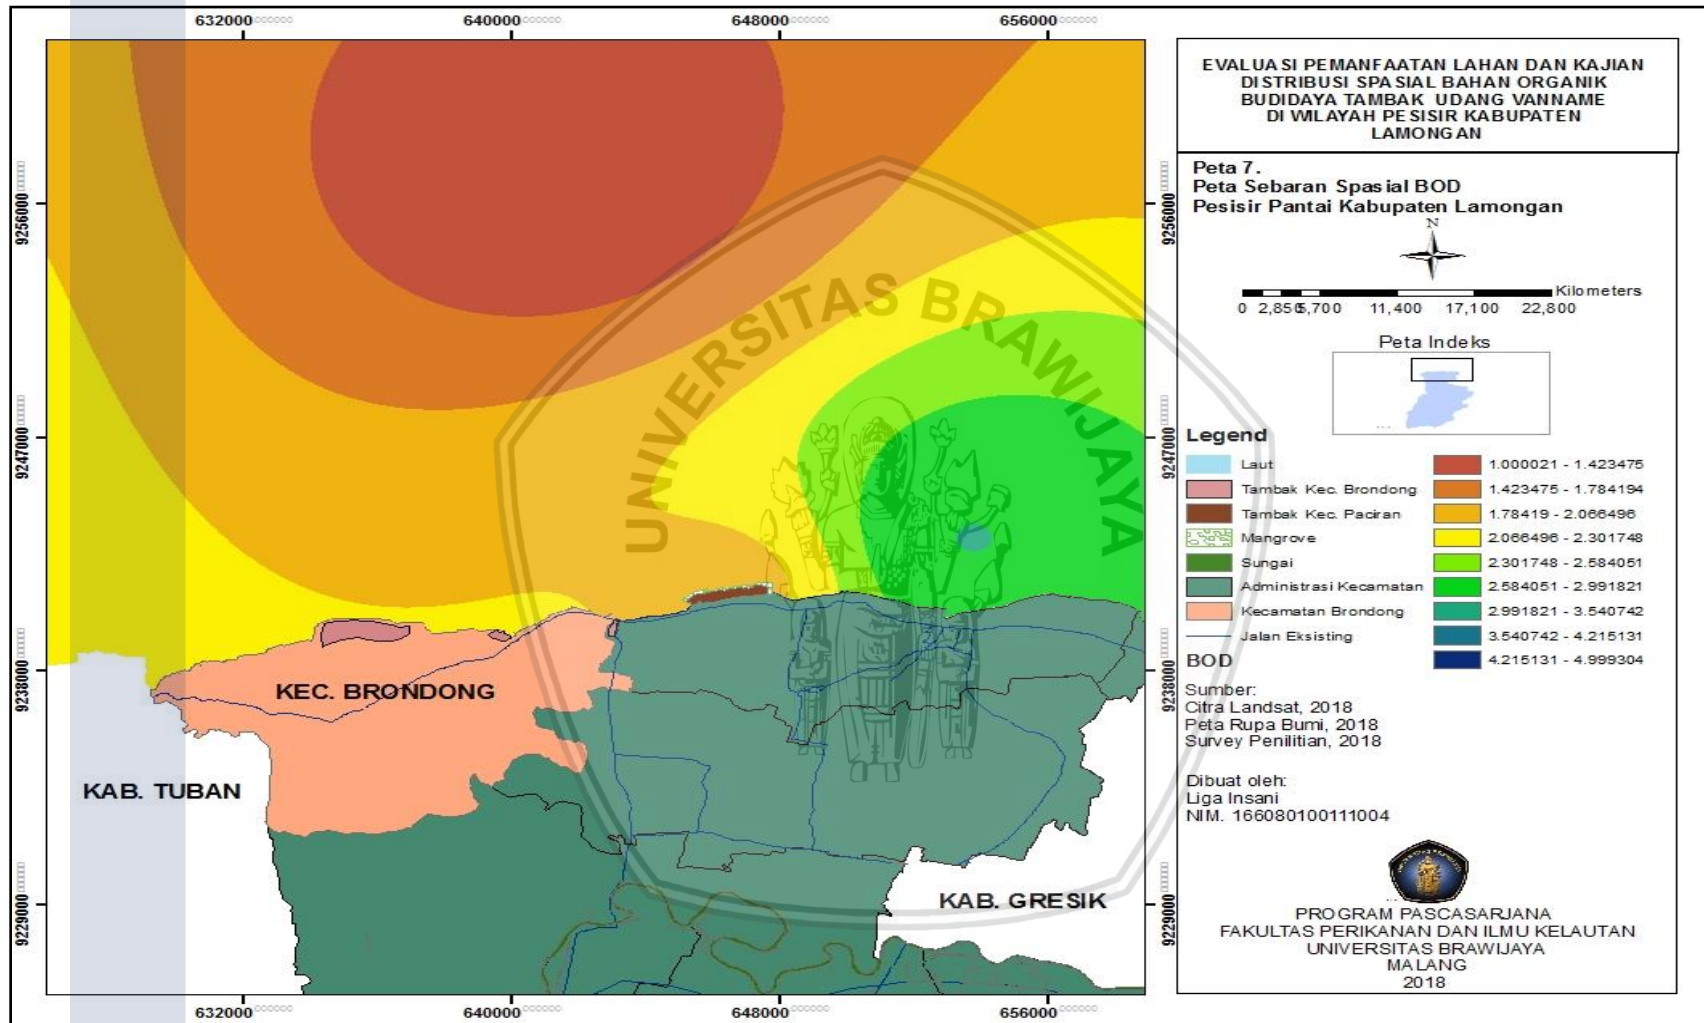 632000 640000 648000 656000
EVALUASI PEMANFAATAN LAHAN DAN KAJIAN
DISTRIBUSI SPASIAL BAHAN ORGANIK
BUDIDAYA TAMBAK UDANG VANNAME
DI WILAYAH PESISIR KABUPATEN
LAMONGAN
Peta 7.
Peta Sebaran Spasial BOD
Pesisir Pantai Kabupaten Lamongan
N
Kilometers
0 2,850 5,700 11,400 17,100 22,800
Peta Indeks
Legend
Laut
Tambak Kec. Brondong
Tambak Kec. Paciran
Mangrove
Sungai
Administrasi Kecamatan
Kecamatan Brondong
Jalan Eksisting
BOD
1.000021 - 1.423475
1.423475 - 1.784194
1.78419 - 2.066496
2.066496 - 2.301748
2.301748 - 2.584051
2.584051 - 2.991821
2.991821 - 3.540742
3.540742 - 4.215131
4.215131 - 4.999304
Sumber:
Citra Landsat, 2018
Peta Rupa Bumi, 2018
Survey Penilitian, 2018
Dibuat oleh:
Liga Insani
NIM. 166080100111004
PROGRAM PASCASARJANA
FAKULTAS PERIKANAN DAN ILMU KELAUTAN
UNIVERSITAS BRAWIJAYA
MALANG
2018
9256000
9247000
9238000
9229000
9256000
9247000
9238000
9229000
UNIVERSITAS BRAWIJAYA
KEC. BRONDONG
KAB. TUBAN
KAB. GRESIK
632000 640000 648000 656000